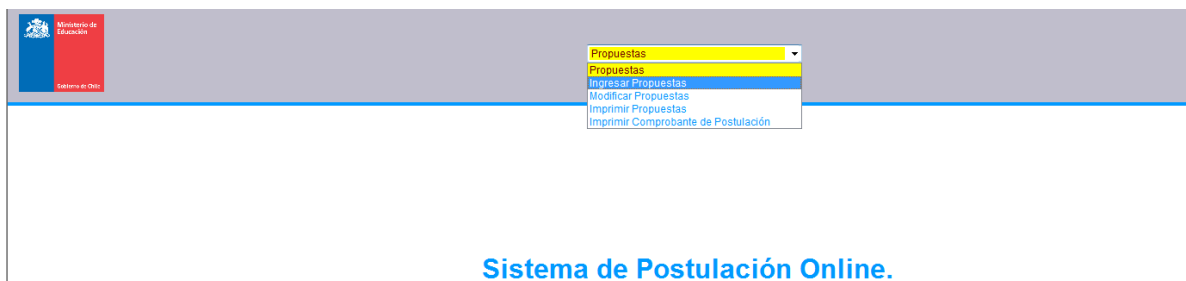 Ministerio de
Educación
Gobierno de Chile
Propuestas
Propuestas
Ingresar Propuestas
Modificar Propuestas
Imprimir Propuestas
Imprimir Comprobante de Postulación
Sistema de Postulación Online.